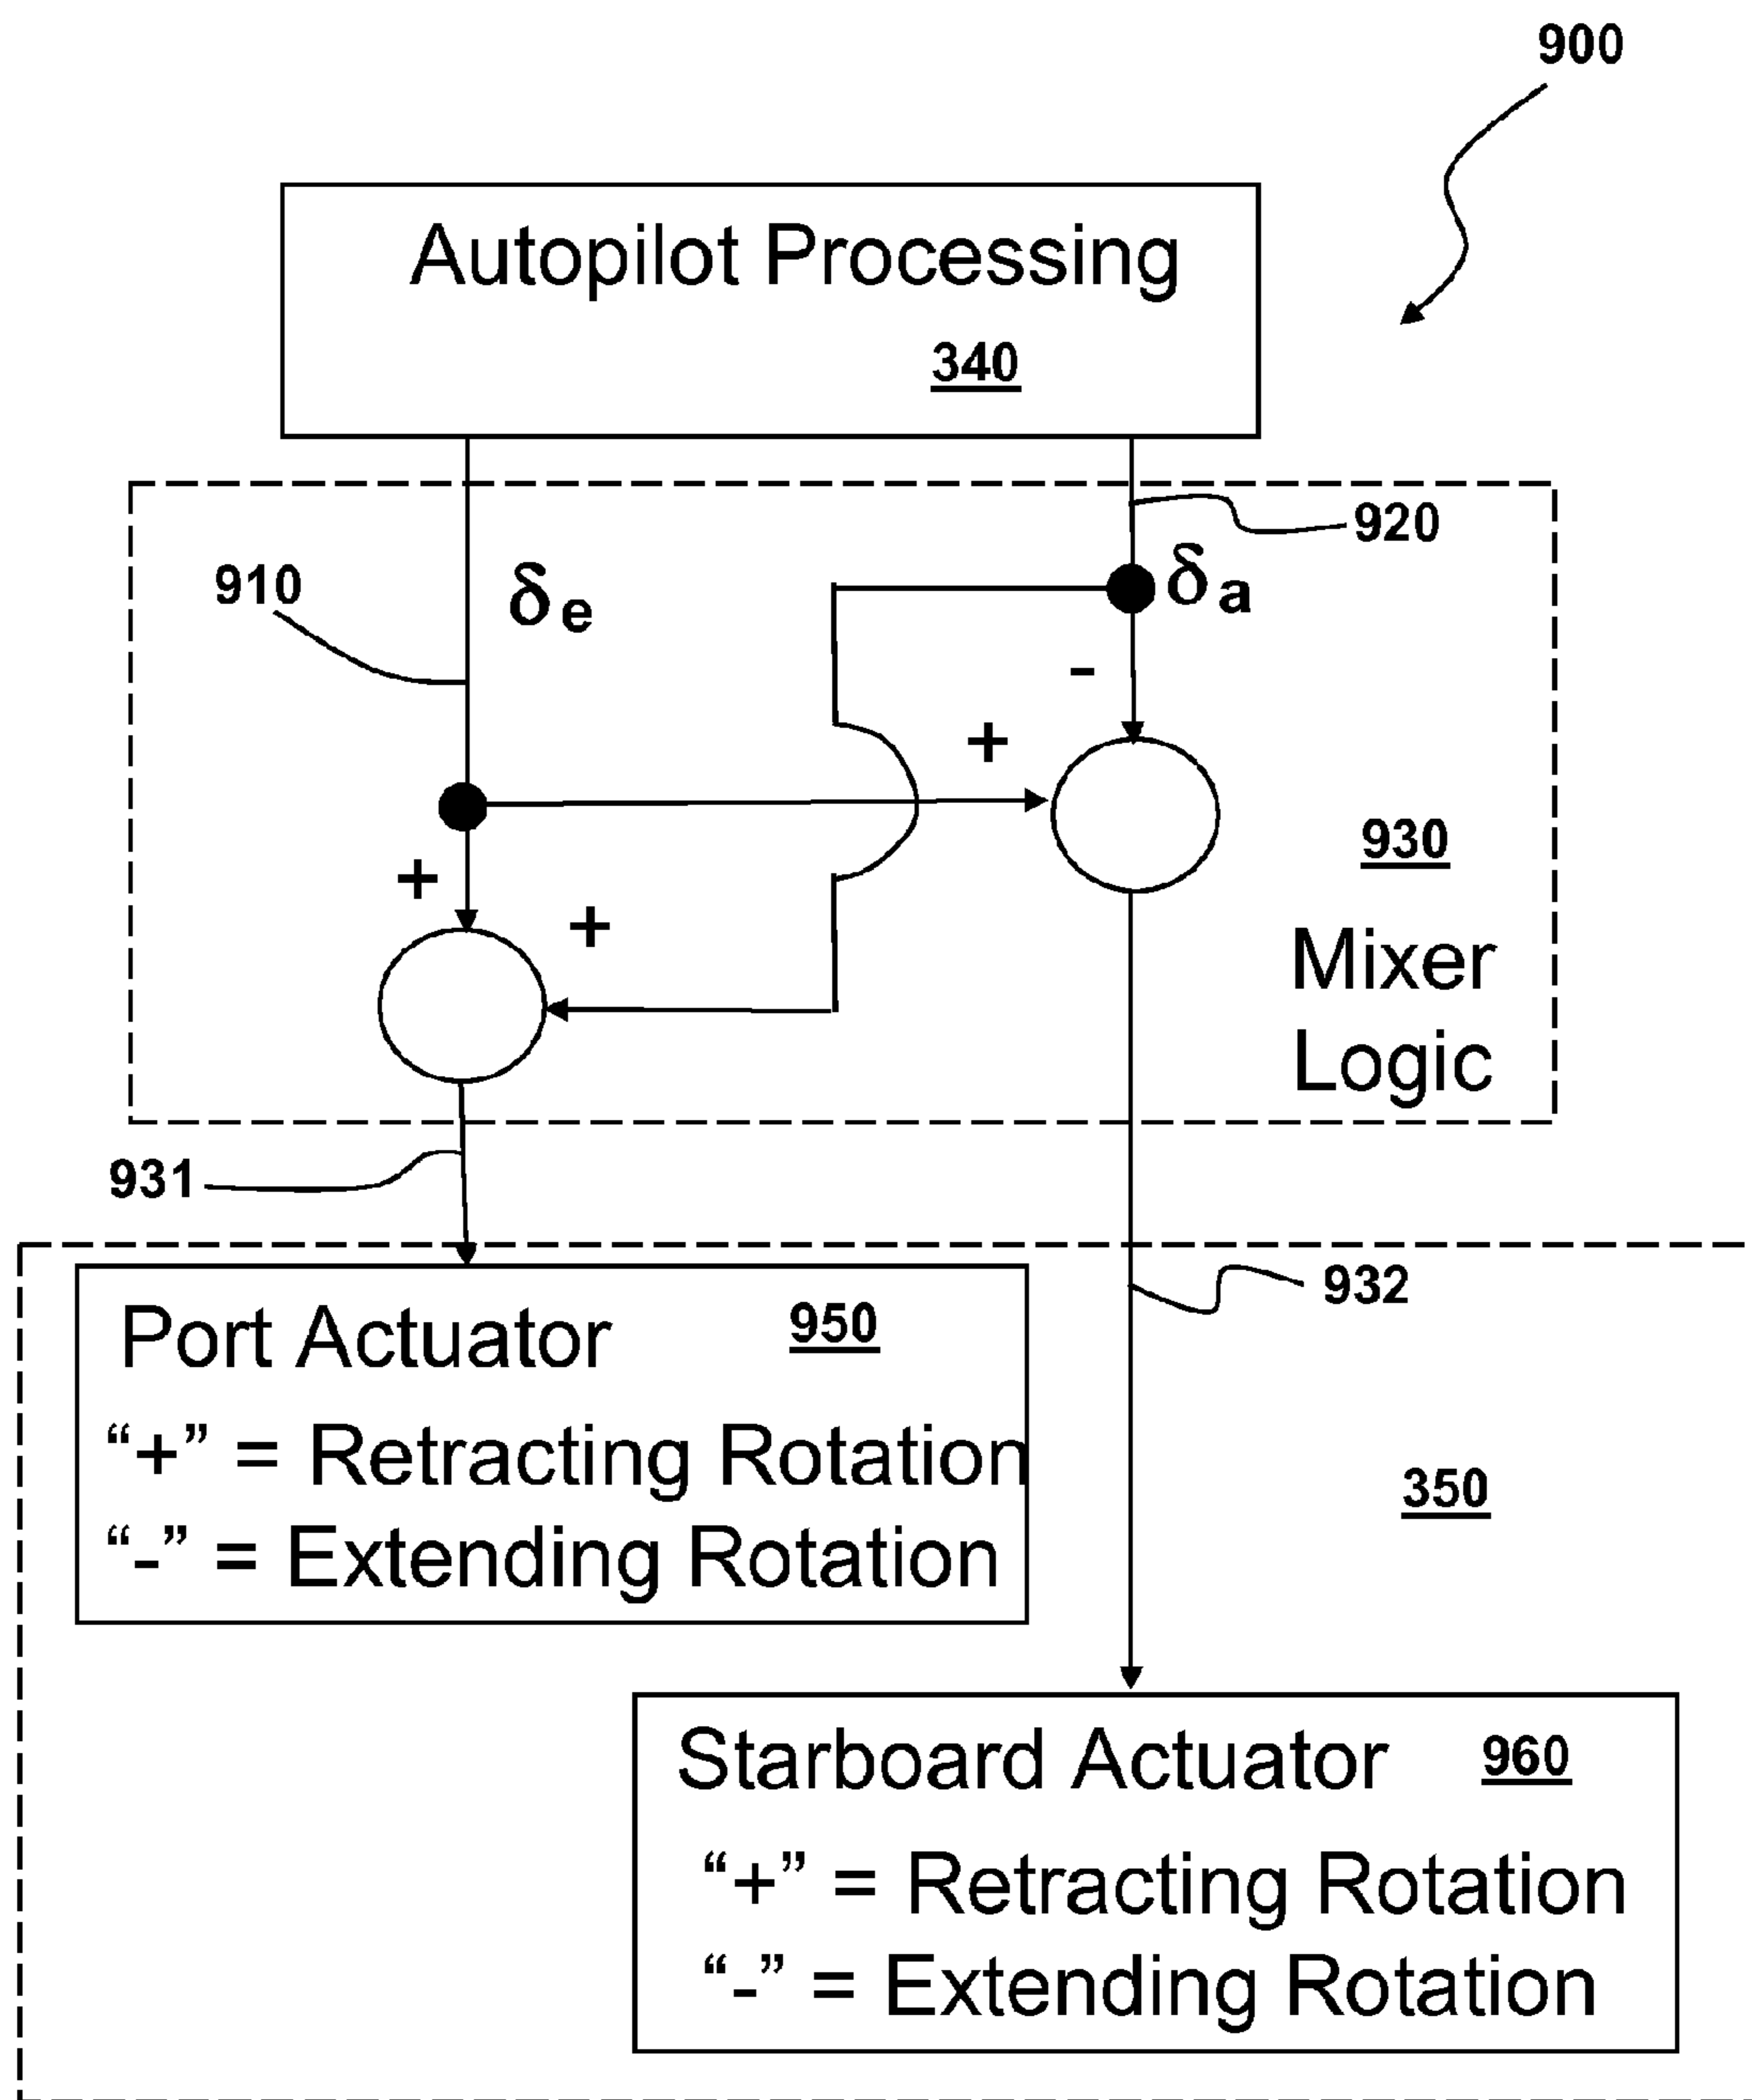 900
Autopilot Processing
340
920
910
δe
δa
-
+
+
+
930
Mixer
Logic
931
932
Port Actuator 950
“+” = Retracting Rotation
“-” = Extending Rotation
350
Starboard Actuator 960
“+” = Retracting Rotation
“-” = Extending Rotation